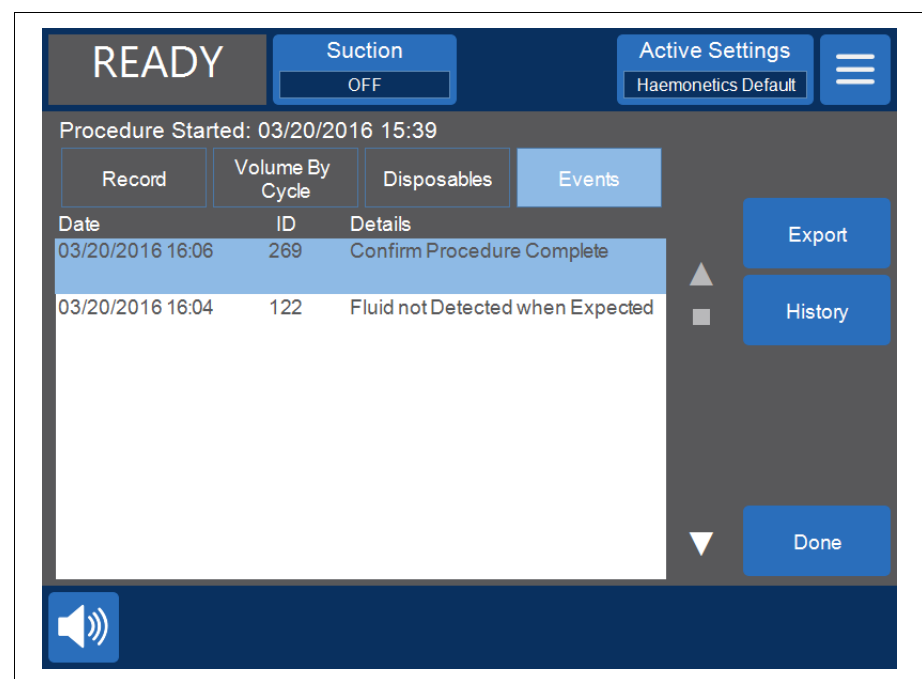 READY
Suction
OFF
Active Settings
Haemonetics Default
Procedure Started: 03/20/2016 15:39
Record
Volume By
Cycle
Disposables
Events
Date ID Details
03/20/2016 16:06 269 Confirm Procedure Complete
03/20/2016 16:04 122 Fluid not Detected when Expected
Export
History
Done